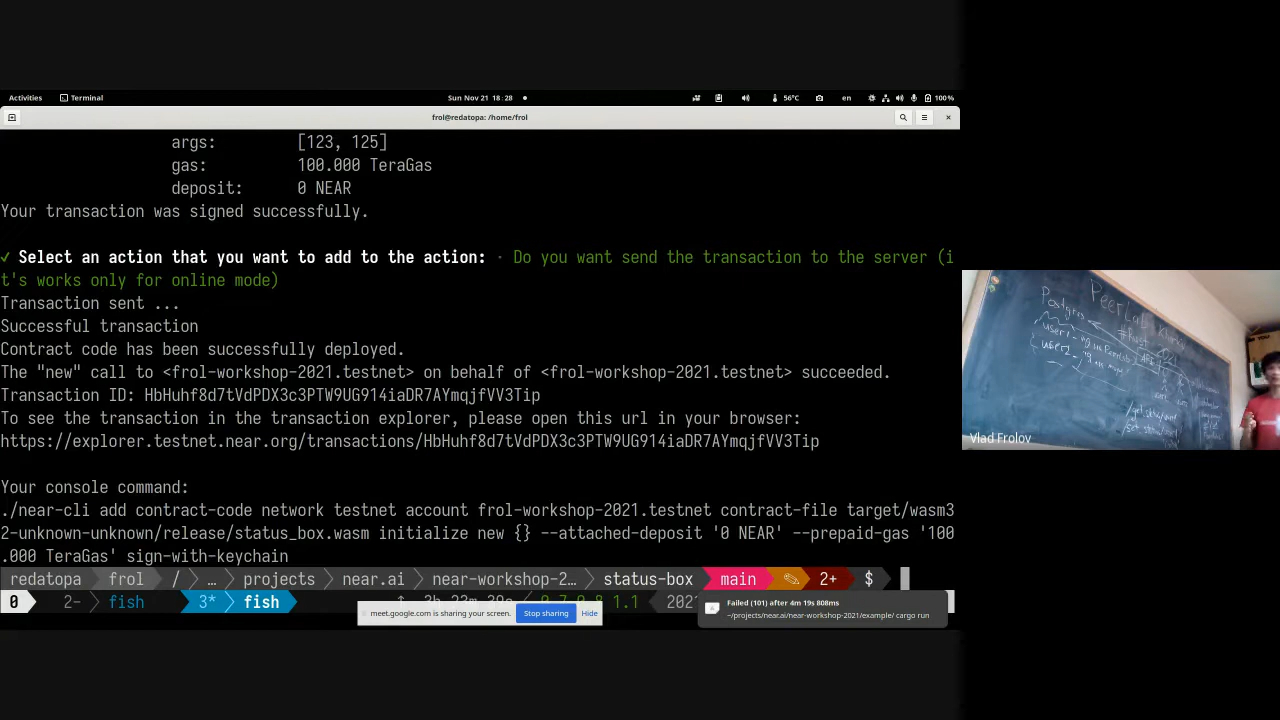 Activities Terminal Sun Nov 21 18:28 56°C en 100%
frol@redatopa: /home/frol
args: [123, 125]
gas: 100.000 TeraGas
deposit: 0 NEAR
Your transaction was signed successfully.
✔ Select an action that you want to add to the action: · Do you want send the transaction to the server (i
t's works only for online mode)
Transaction sent ...
Successful transaction
Contract code has been successfully deployed.
The "new" call to <frol-workshop-2021.testnet> on behalf of <frol-workshop-2021.testnet> succeeded.
Transaction ID: HbHuhf8d7tVdPDX3c3PTW9UG914iaDR7AYmqjfVV3Tip
To see the transaction in the transaction explorer, please open this url in your browser:
https://explorer.testnet.near.org/transactions/HbHuhf8d7tVdPDX3c3PTW9UG914iaDR7AYmqjfVV3Tip
Your console command:
./near-cli add contract-code network testnet account frol-workshop-2021.testnet contract-file target/wasm3
2-unknown-unknown/release/status_box.wasm initialize new {} --attached-deposit '0 NEAR' --prepaid-gas '100
.000 TeraGas' sign-with-keychain
redatopa frol / … projects near.ai near-workshop-2… status-box main 2+ $
0 2- fish 3* fish
meet.google.com is sharing your screen. Stop sharing Hide
Failed (101) after 4m 19s 808ms
~/projects/near.ai/near-workshop-2021/example/ cargo run
PeerLab
Postgres
user1
user2
Vlad Frolov